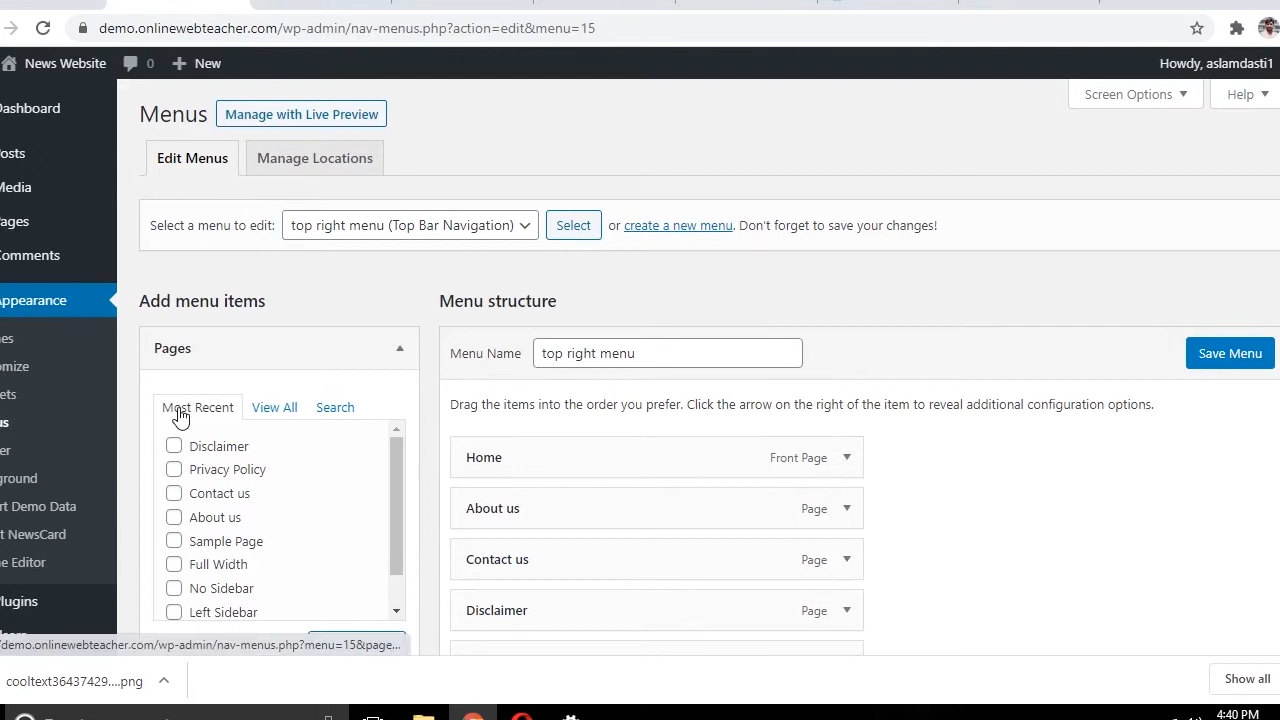 demo.onlinewebteacher.com/wp-admin/nav-menus.php?action=edit&menu=15
News Website 0 New Howdy, aslamdasti1
Dashboard
Posts
Media
Pages
Comments
Appearance
Plugins
Screen Options Help
Menus Manage with Live Preview
Edit Menus Manage Locations
Select a menu to edit: top right menu (Top Bar Navigation) Select or create a new menu. Don't forget to save your changes!
Add menu items
Pages
Most Recent View All Search
Disclaimer
Privacy Policy
Contact us
About us
Sample Page
Full Width
No Sidebar
Left Sidebar
Menu structure
Menu Name top right menu Save Menu
Drag the items into the order you prefer. Click the arrow on the right of the item to reveal additional configuration options.
Home Front Page
About us Page
Contact us Page
Disclaimer Page
/demo.onlinewebteacher.com/wp-admin/nav-menus.php?menu=15&page...
cooltext36437429....png
Show all
4:40 PM